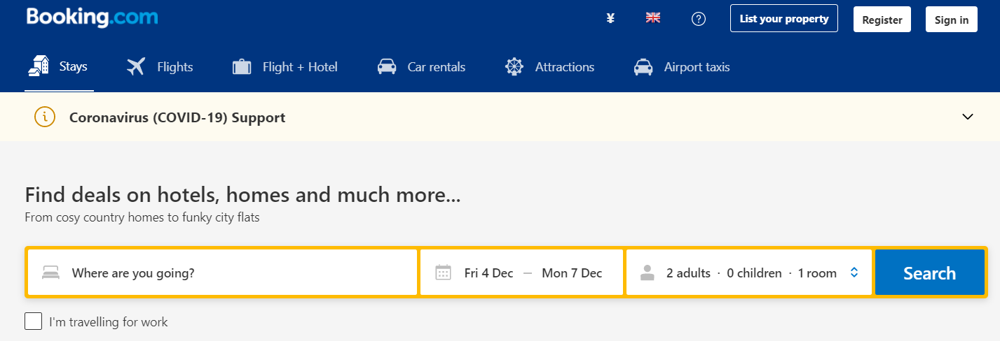 Booking.com
¥
List your property
Register
Sign in
Stays
Flights
Flight + Hotel
Car rentals
Attractions
Airport taxis
Coronavirus (COVID-19) Support
Find deals on hotels, homes and much more...
From cosy country homes to funky city flats
Where are you going?
Fri 4 Dec — Mon 7 Dec
2 adults · 0 children · 1 room
Search
I'm travelling for work